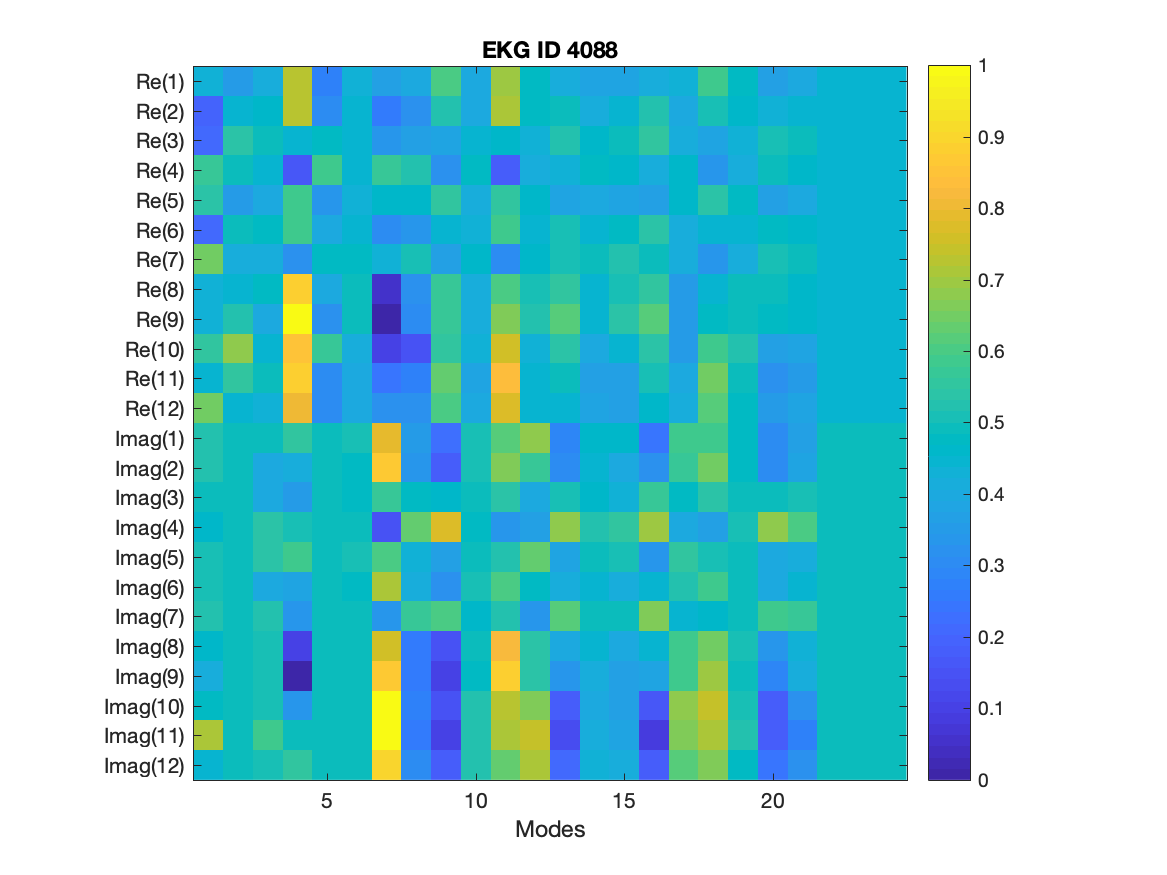 EKG ID 4088
Re(1)
Re(2)
Re(3)
Re(4)
Re(5)
Re(6)
Re(7)
Re(8)
Re(9)
Re(10)
Re(11)
Re(12)
Imag(1)
Imag(2)
Imag(3)
Imag(4)
Imag(5)
Imag(6)
Imag(7)
Imag(8)
Imag(9)
Imag(10)
Imag(11)
Imag(12)
5 10 15 20
Modes
1
0.9
0.8
0.7
0.6
0.5
0.4
0.3
0.2
0.1
0